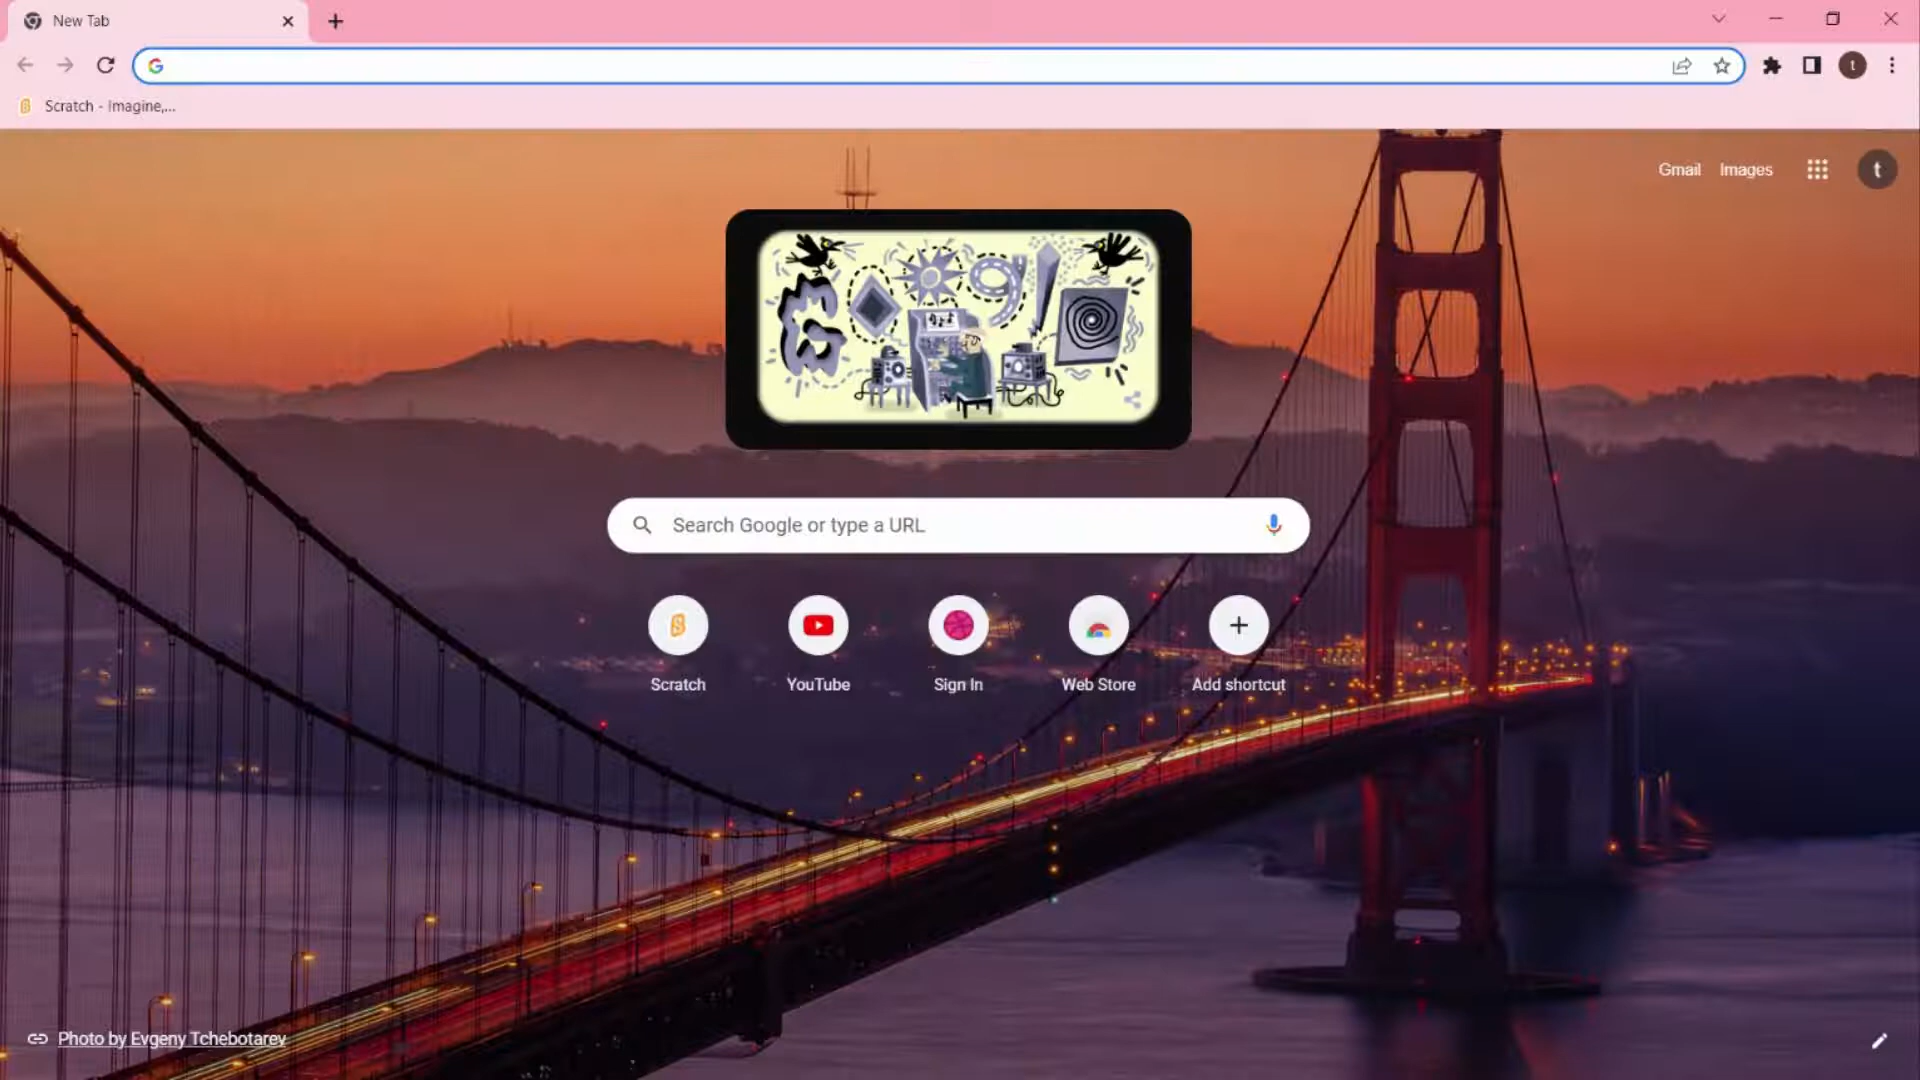 New Tab
Scratch - Imagine,...
Gmail Images
t
t
Search Google or type a URL
Scratch YouTube Sign In Web Store Add shortcut
Photo by Evgeny Tchebotarev